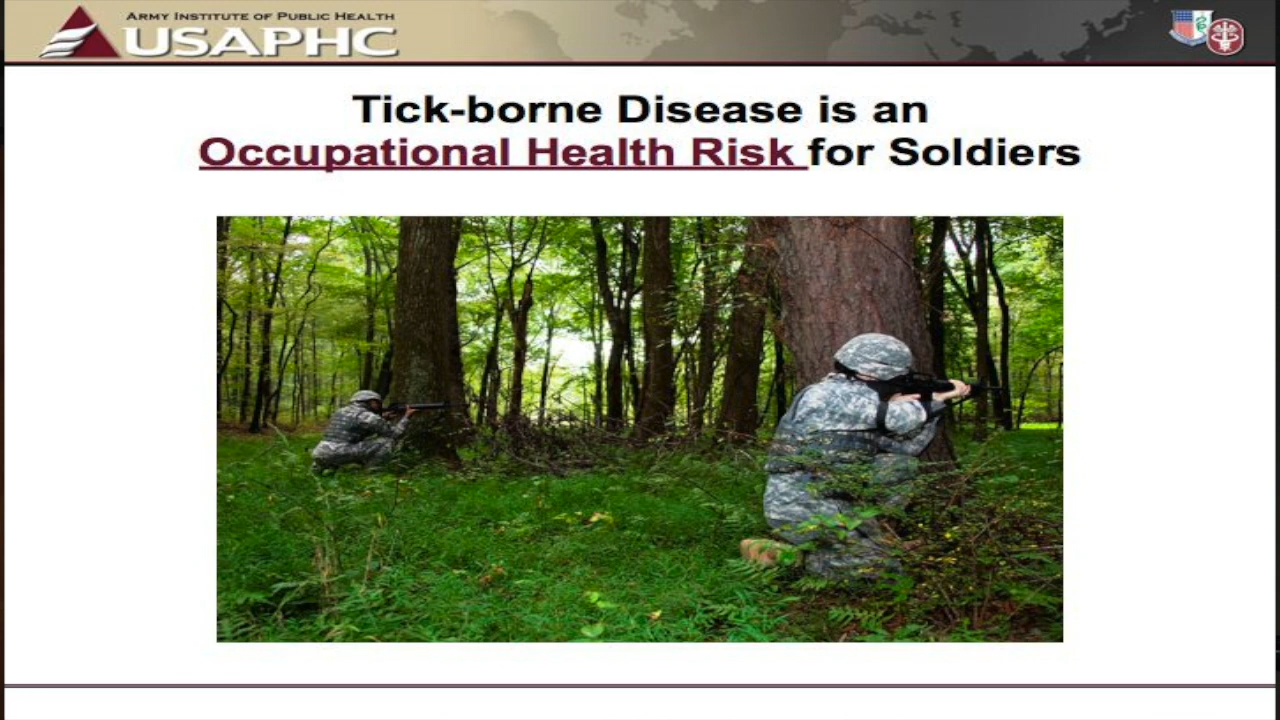 ARMY INSTITUTE OF PUBLIC HEALTH
USAPHC
Tick-borne Disease is an
Occupational Health Risk for Soldiers